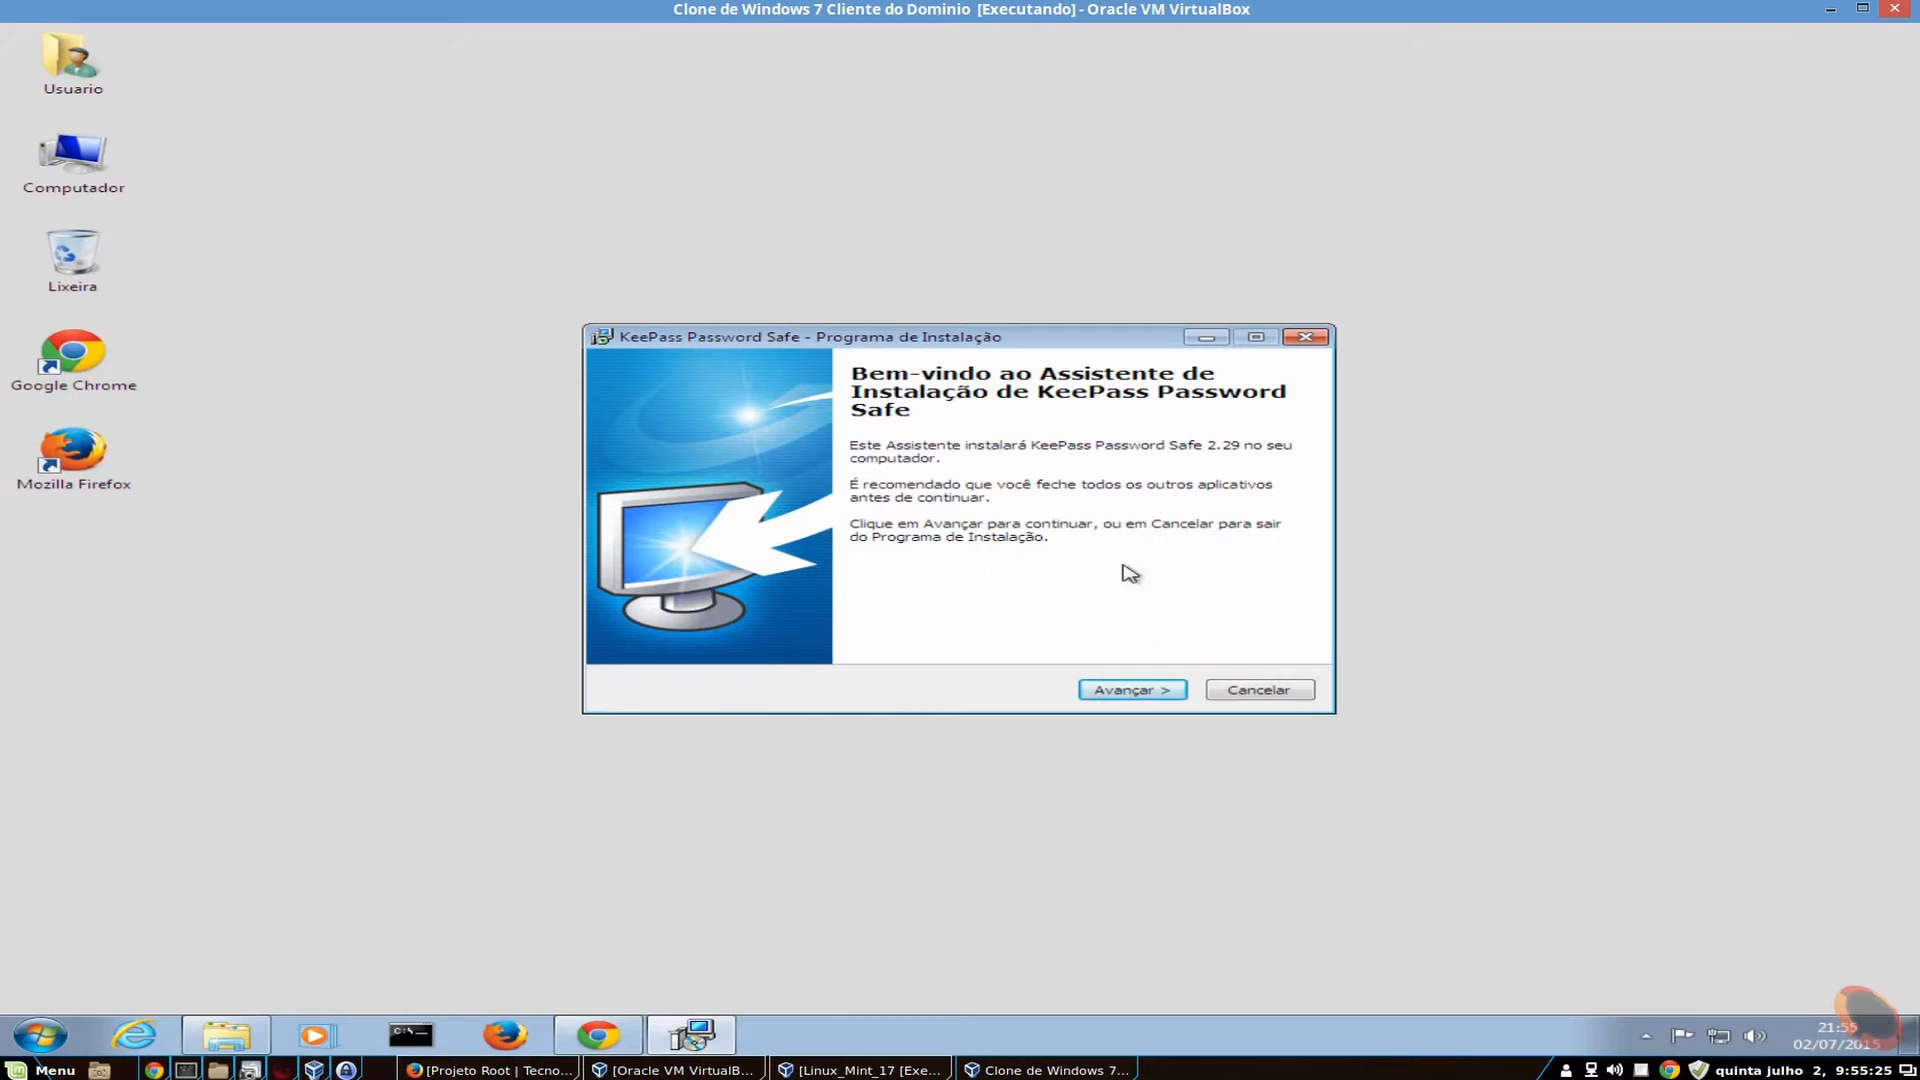 Clone de Windows 7 Cliente do Dominio [Executando] - Oracle VM VirtualBox
Usuario
Computador
Lixeira
Google Chrome
Mozilla Firefox
KeePass Password Safe - Programa de Instalação
Bem-vindo ao Assistente de
Instalação de KeePass Password
Safe
Este Assistente instalará KeePass Password Safe 2.29 no seu
computador.
É recomendado que você feche todos os outros aplicativos
antes de continuar.
Clique em Avançar para continuar, ou em Cancelar para sair
do Programa de Instalação.
Avançar >
Cancelar
C:\
21:55
02/07/2015
Menu
[Projeto Root | Tecno...
[Oracle VM VirtualB...
[Linux_Mint_17 [Exe...
Clone de Windows 7...
quinta julho 2, 9:55:25